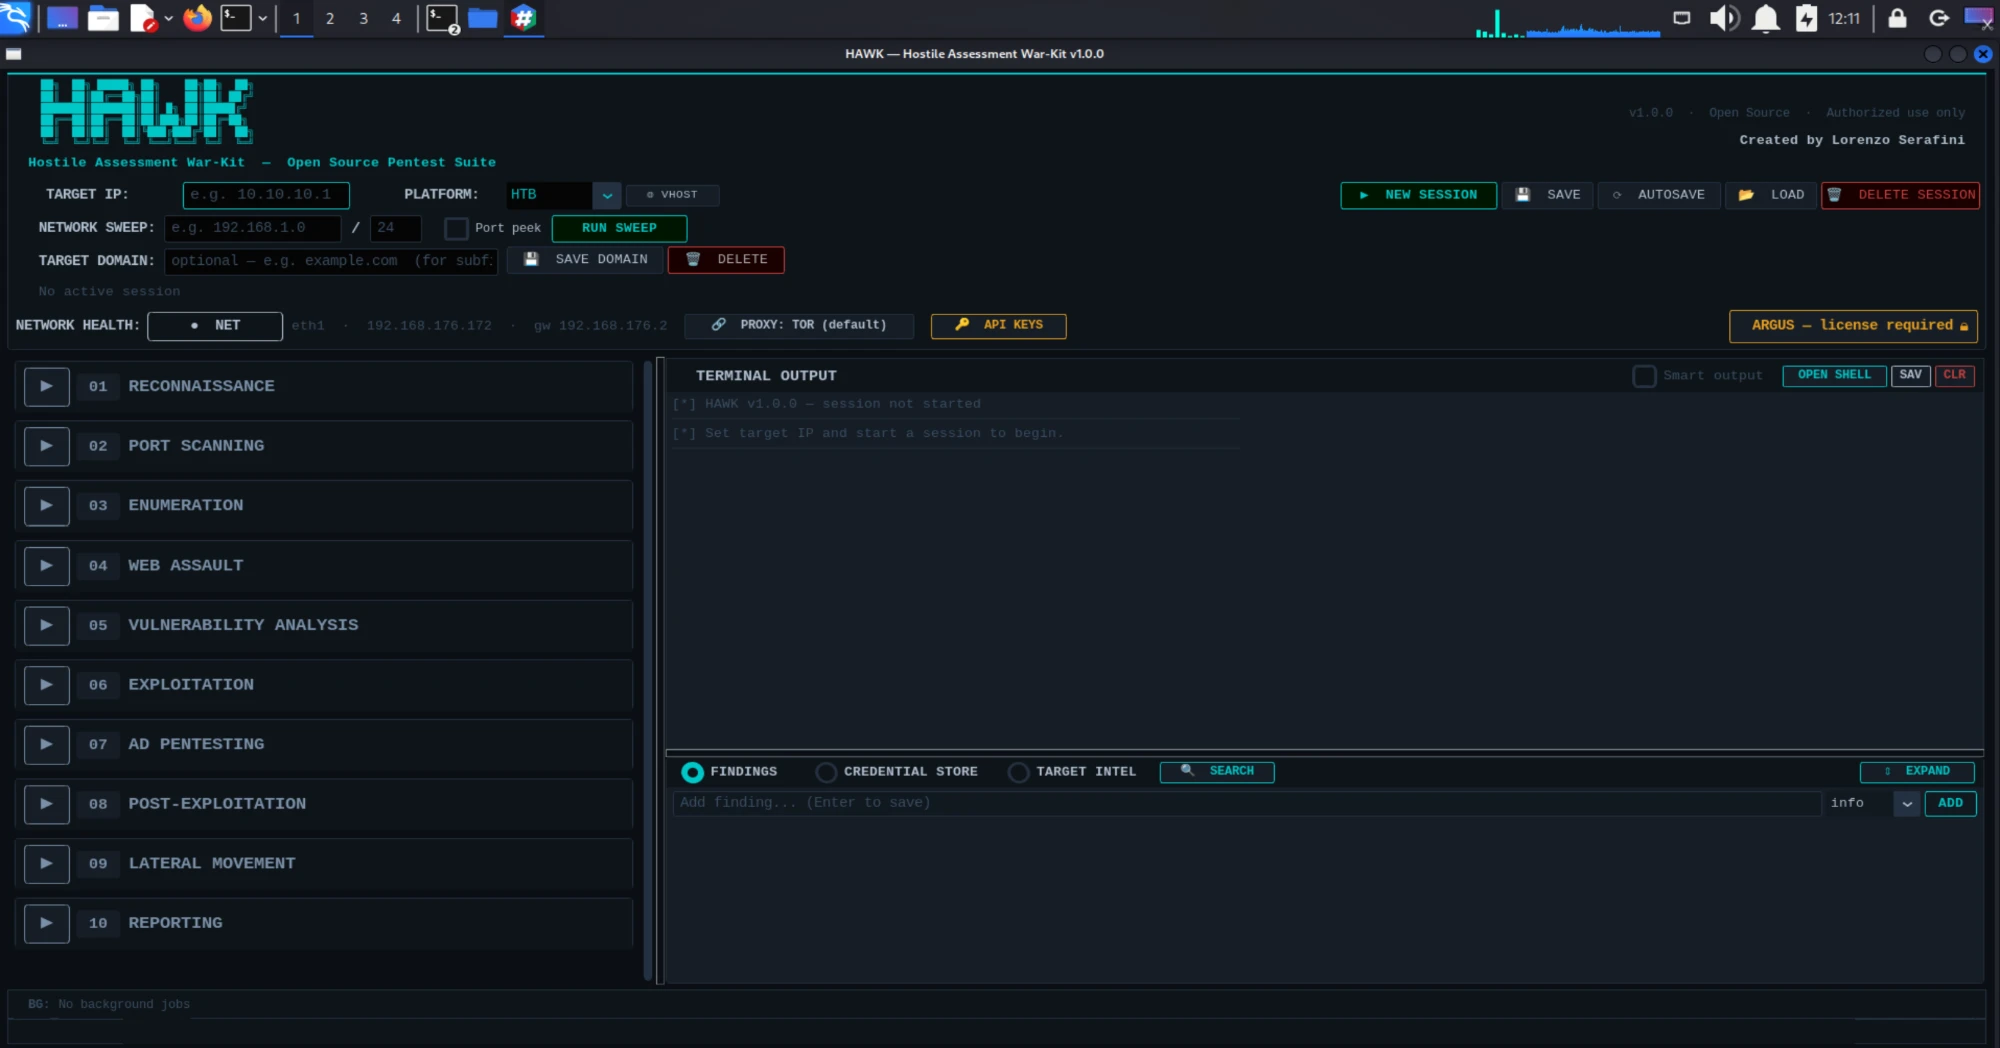 1 2 3 4 2 12:11
HAWK — Hostile Assessment War-Kit v1.0.0
HAWK
v1.0.0 · Open Source · Authorized use only
Created by Lorenzo Serafini
Hostile Assessment War-Kit — Open Source Pentest Suite
TARGET IP: e.g. 10.10.10.1 PLATFORM: HTB VHOST NEW SESSION SAVE AUTOSAVE LOAD DELETE SESSION
NETWORK SWEEP: e.g. 192.168.1.0 / 24 Port peek RUN SWEEP
TARGET DOMAIN: optional — e.g. example.com (for subf: SAVE DOMAIN DELETE
No active session
NETWORK HEALTH: ● NET eth1 · 192.168.176.172 · gw 192.168.176.2 PROXY: TOR (default) API KEYS ARGUS — license required
01 RECONNAISSANCE
02 PORT SCANNING
03 ENUMERATION
04 WEB ASSAULT
05 VULNERABILITY ANALYSIS
06 EXPLOITATION
07 AD PENTESTING
08 POST-EXPLOITATION
09 LATERAL MOVEMENT
10 REPORTING
TERMINAL OUTPUT Smart output OPEN SHELL SAV CLR
[*] HAWK v1.0.0 — session not started
[*] Set target IP and start a session to begin.
FINDINGS CREDENTIAL STORE TARGET INTEL SEARCH EXPAND
Add finding... (Enter to save) info ADD
BG: No background jobs